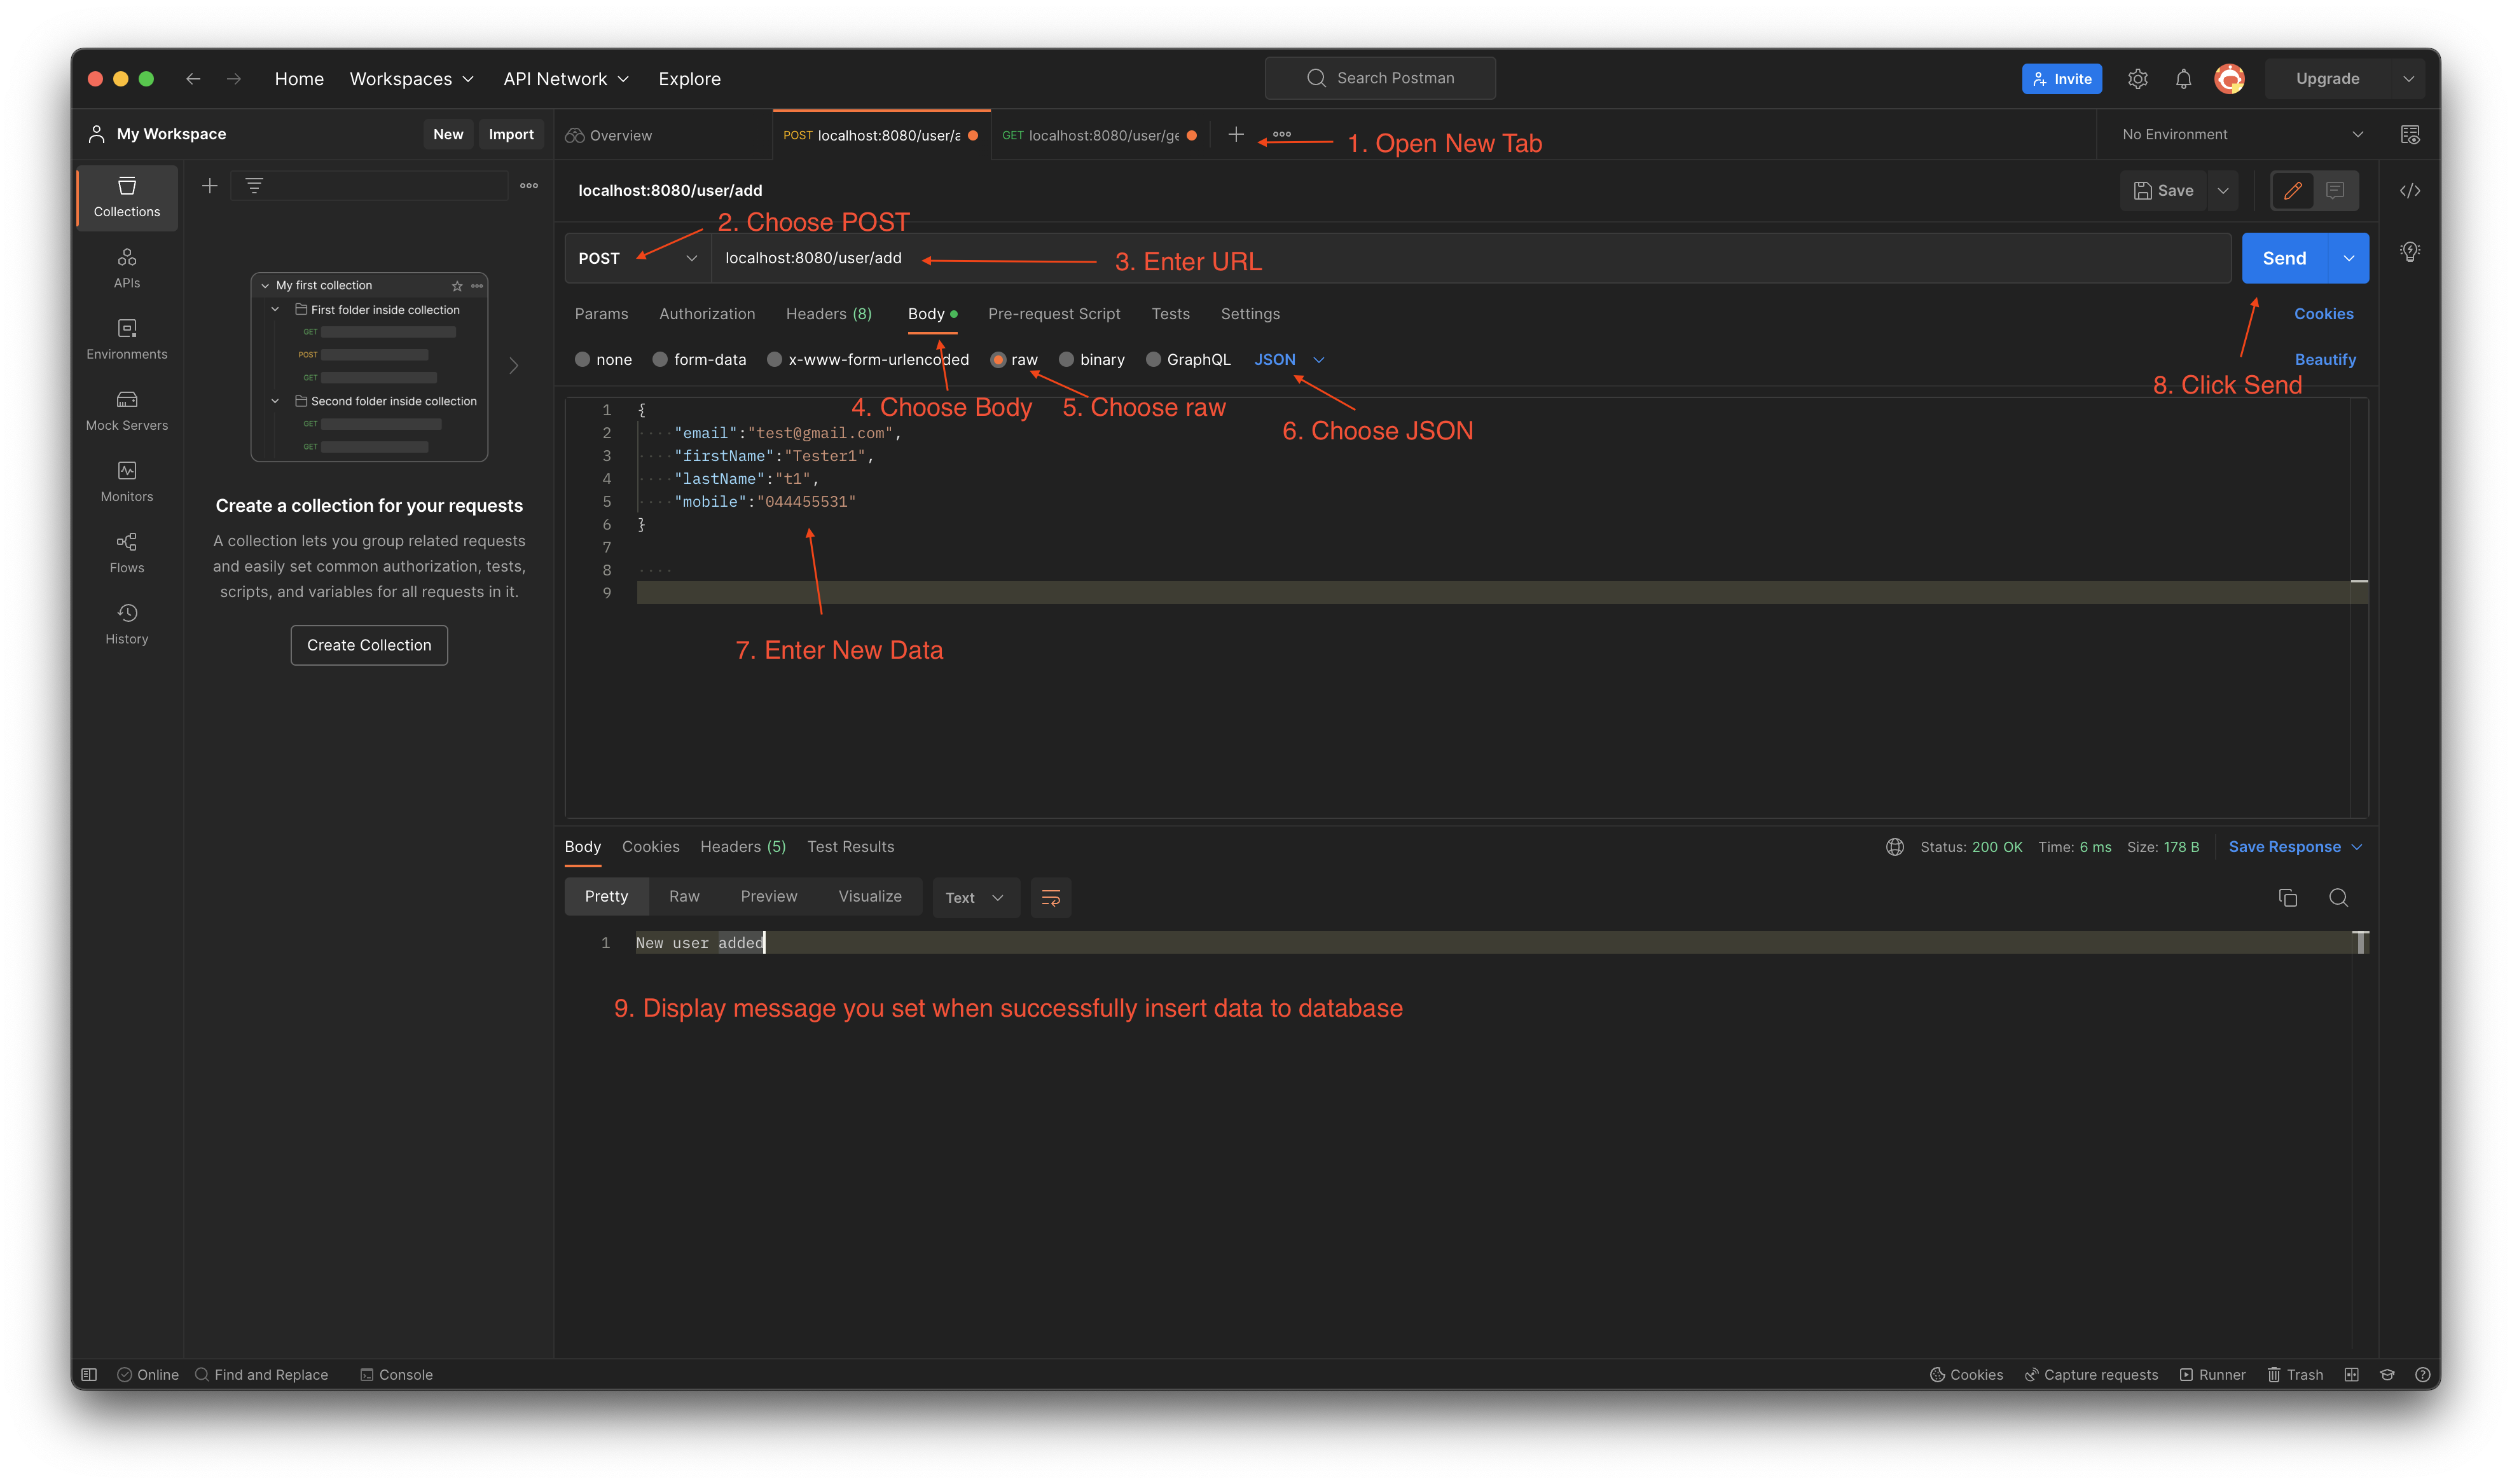 Home Workspaces API Network Explore Search Postman Invite Upgrade
My Workspace New Import Overview POST localhost:8080/user/a GET localhost:8080/user/ge No Environment
1. Open New Tab
Collections
localhost:8080/user/add Save
2. Choose POST
POST localhost:8080/user/add Send
3. Enter URL
APIs
My first collection
First folder inside collection
GET
POST
GET
Second folder inside collection
GET
GET
Params Authorization Headers (8) Body Pre-request Script Tests Settings Cookies
Environments
none form-data x-www-form-urlencoded raw binary GraphQL JSON Beautify
8. Click Send
4. Choose Body 5. Choose raw
6. Choose JSON
Mock Servers
1 {
2 "email":"test@gmail.com",
3 "firstName":"Tester1",
4 "lastName":"t1",
5 "mobile":"044455531"
6 }
7
8
9
Monitors
Create a collection for your requests
A collection lets you group related requests
and easily set common authorization, tests,
scripts, and variables for all requests in it.
Flows
History
Create Collection
7. Enter New Data
Body Cookies Headers (5) Test Results Status: 200 OK Time: 6 ms Size: 178 B Save Response
Pretty Raw Preview Visualize Text
1 New user added
9. Display message you set when successfully insert data to database
Online Find and Replace Console Cookies Capture requests Runner Trash